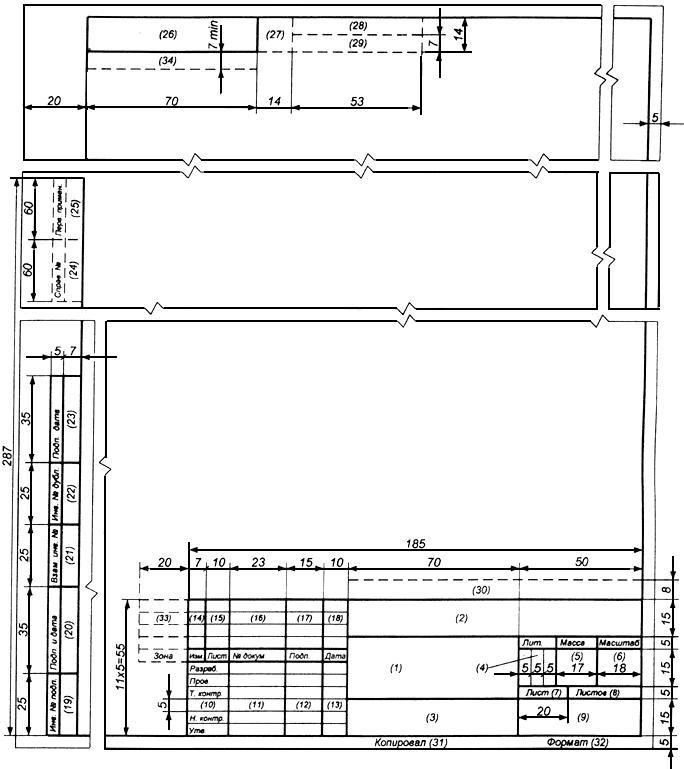 (26)
7 min
(27)
(28)
(29)
7
14
(34)
20
70
14
53
5
60
Перв. примен.
(25)
60
Справ №
(24)
287
5
7
35
Подп. дата
(23)
25
Инв. № дубл.
(22)
25
Взам инв. №
(21)
35
Подп и дата
(20)
25
Инв. № подл.
(19)
185
20
7
10
23
15
10
70
50
(30)
8
(33)
(14)
(15)
(16)
(17)
(18)
(2)
15
Зона
Изм
Лист
№ докум
Подп.
Дата
Лит.
Масса
Масштаб
5
11x5=55
Разраб.
Пров
Т. контр.
(1)
(4)
(5)
(6)
5
5
5
17
18
15
Лист (7)
Листов (8)
5
5
(10)
(11)
(12)
(13)
Н. контр.
Утв
(3)
20
(9)
15
Копировал (31)
Формат (32)
5